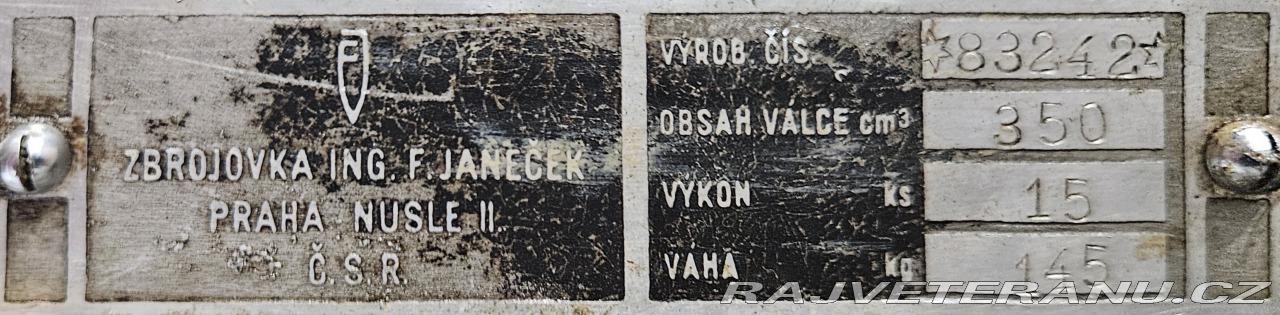 F
ZBROJOVKA ING. F. JANEČEK
PRAHA NUSLE II.
Č.S.R.
VÝROB. ČÍS. ☆83242☆
OBSAH VÁLCE cm³ 350
VÝKON ks 15
VÁHA Kg 145
RAJVETERANU.CZ